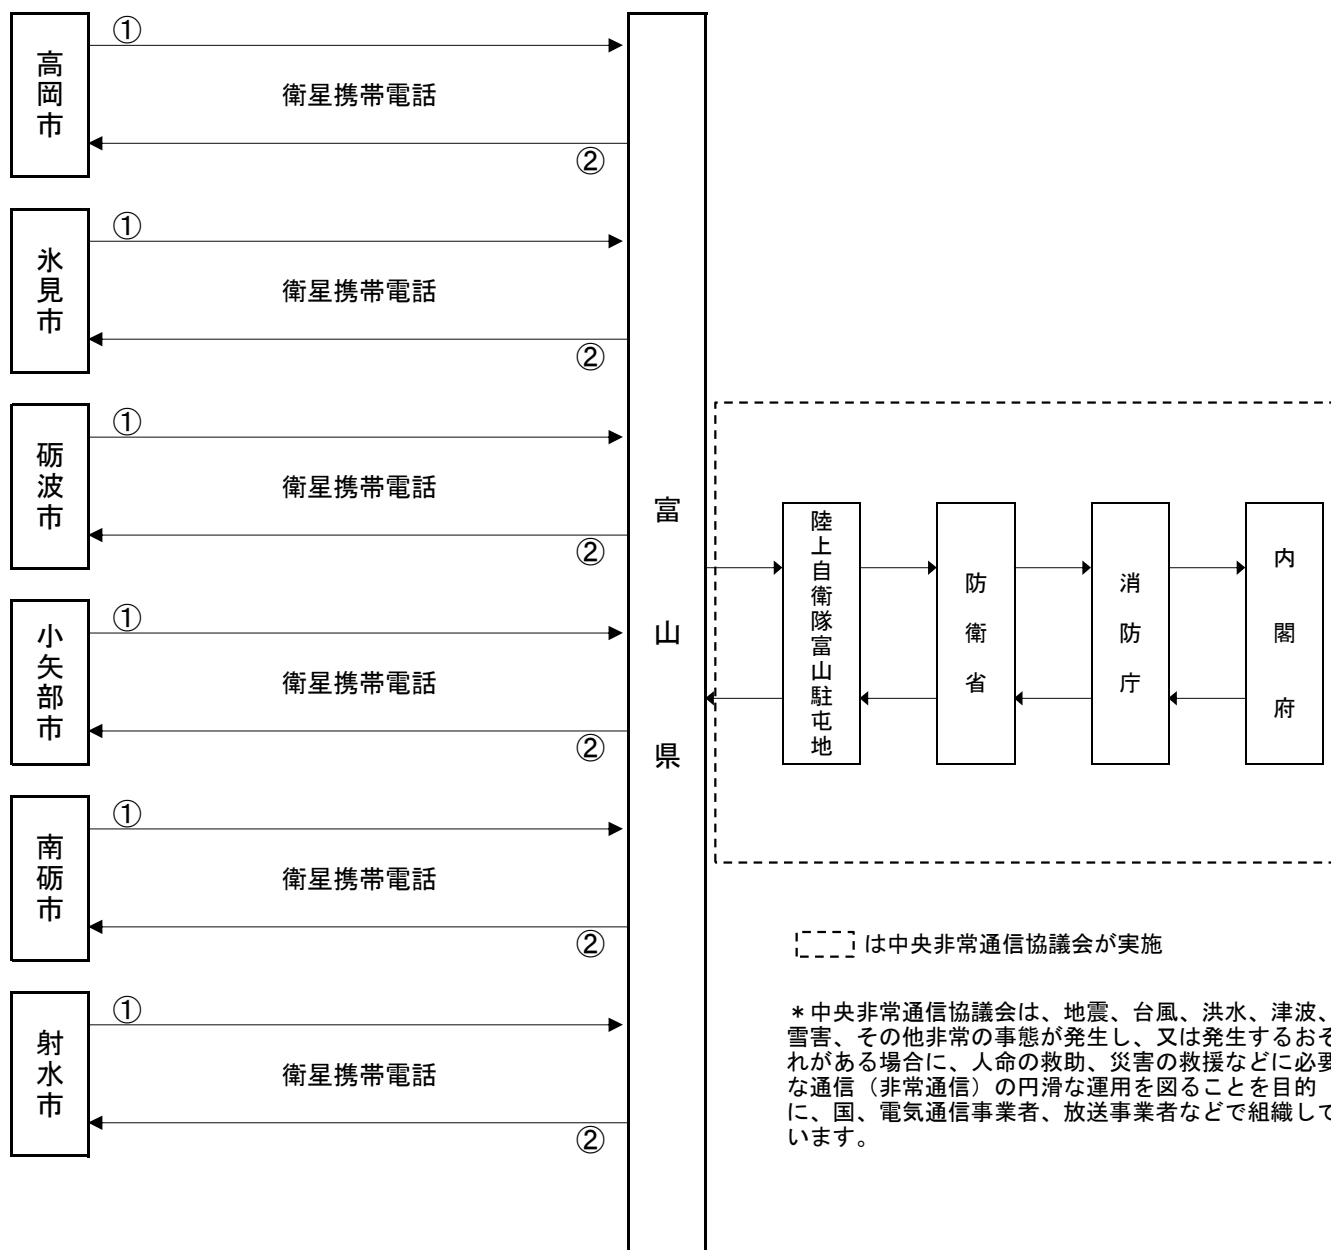 ①
高岡市
衛星携帯電話
②
①
氷見市
衛星携帯電話
②
①
砺波市
衛星携帯電話
②
①
小矢部市
衛星携帯電話
②
①
南砺市
衛星携帯電話
②
①
射水市
衛星携帯電話
②
富山県
陸上自衛隊富山駐屯地
防衛省
消防庁
内閣府
は中央非常通信協議会が実施
＊中央非常通信協議会は、地震、台風、洪水、津波、
雪害、その他非常の事態が発生し、又は発生するおそ
れがある場合に、人命の救助、災害の救援などに必要
な通信（非常通信）の円滑な運用を図ることを目的
に、国、電気通信事業者、放送事業者などで組織して
います。